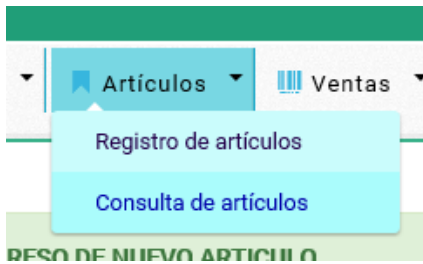 Artículos
Ventas
Registro de artículos
Consulta de artículos
RESO DE NUEVO ARTICULO